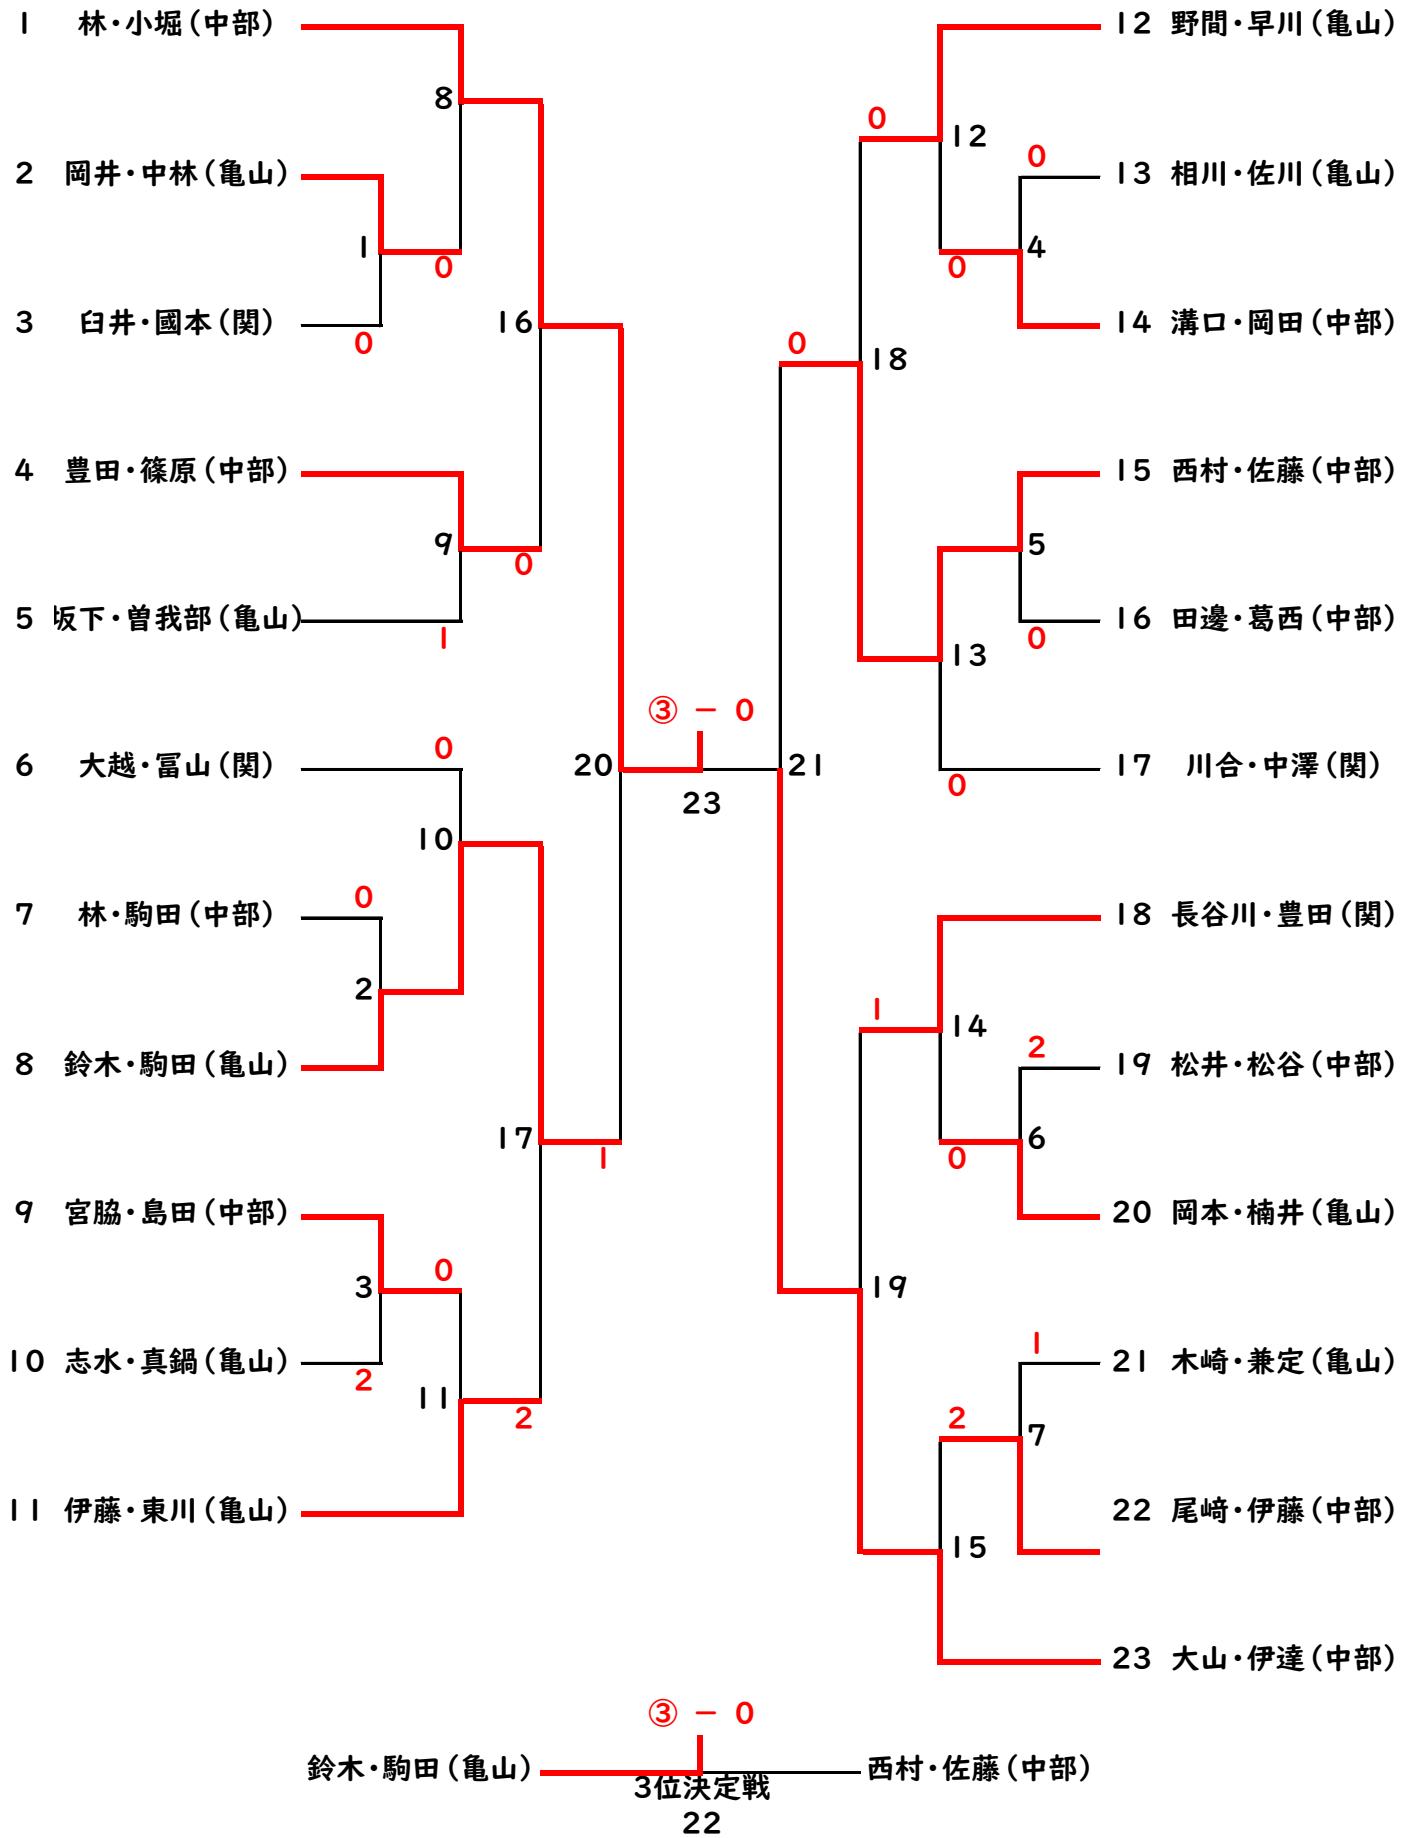 1 林・小堀(中部)
8
2 岡井・中林(亀山)
1
0
3 臼井・國本(関)
0
16
4 豊田・篠原(中部)
9
0
5 坂下・曽我部(亀山)
1
6 大越・冨山(関)
0
10
7 林・駒田(中部)
0
2
8 鈴木・駒田(亀山)
17
1
9 宮脇・島田(中部)
3
0
10 志水・真鍋(亀山)
2
11
2
11 伊藤・東川(亀山)
20
③ − 0
23
21
12 野間・早川(亀山)
0
12
13 相川・佐川(亀山)
0
4
0
14 溝口・岡田(中部)
0
18
15 西村・佐藤(中部)
5
16 田邊・葛西(中部)
0
13
17 川合・中澤(関)
0
18 長谷川・豊田(関)
1
14
19 松井・松谷(中部)
2
6
0
20 岡本・楠井(亀山)
19
21 木崎・兼定(亀山)
1
2
7
22 尾﨑・伊藤(中部)
15
23 大山・伊達(中部)
③ − 0
鈴木・駒田(亀山)
西村・佐藤(中部)
3位決定戦
22